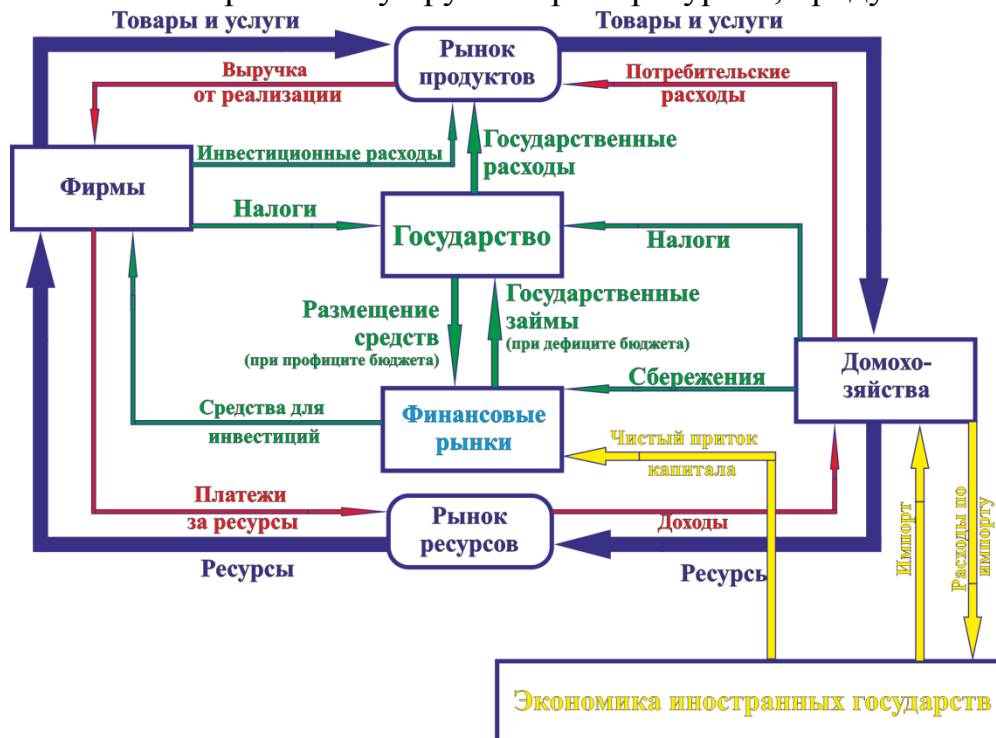 Товары и услуги
Товары и услуги
Рынок
продуктов
Выручка
от реализации
Потребительские
расходы
Инвестиционные расходы
Государственные
расходы
Фирмы
Налоги
Государство
Налоги
Размещение
средств
(при профиците бюджета)
Государственные
займы
(при дефиците бюджета)
Домохо-
зяйства
Сбережения
Средства для
инвестиций
Финансовые
рынки
Чистый приток
капитала
Платежи
за ресурсы
Рынок
ресурсов
Доходы
Импорт
Расходы по
импорту
Ресурсы
Ресурсы
Экономика иностранных государств